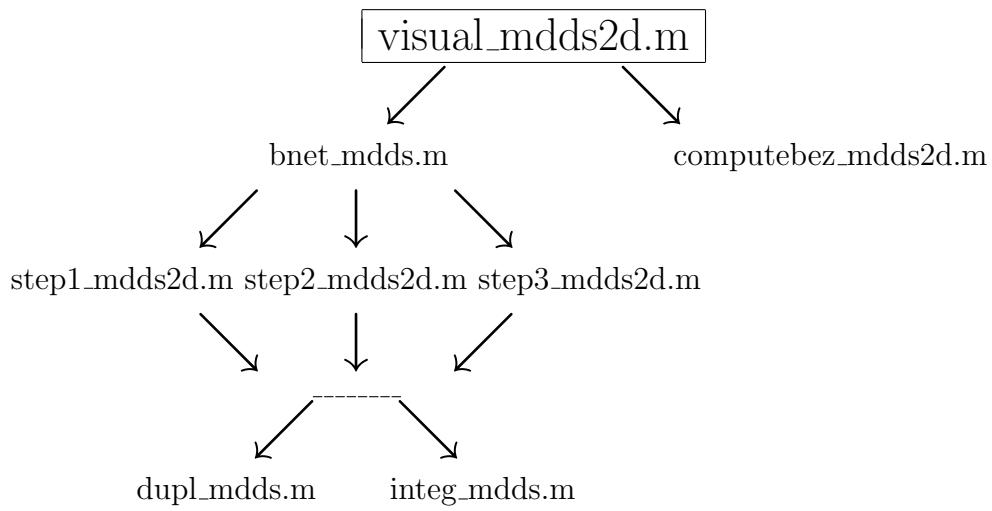 visual_mdds2d.m
bnet_mdds.m computebez_mdds2d.m
step1_mdds2d.m step2_mdds2d.m step3_mdds2d.m
--------
dupl_mdds.m integ_mdds.m